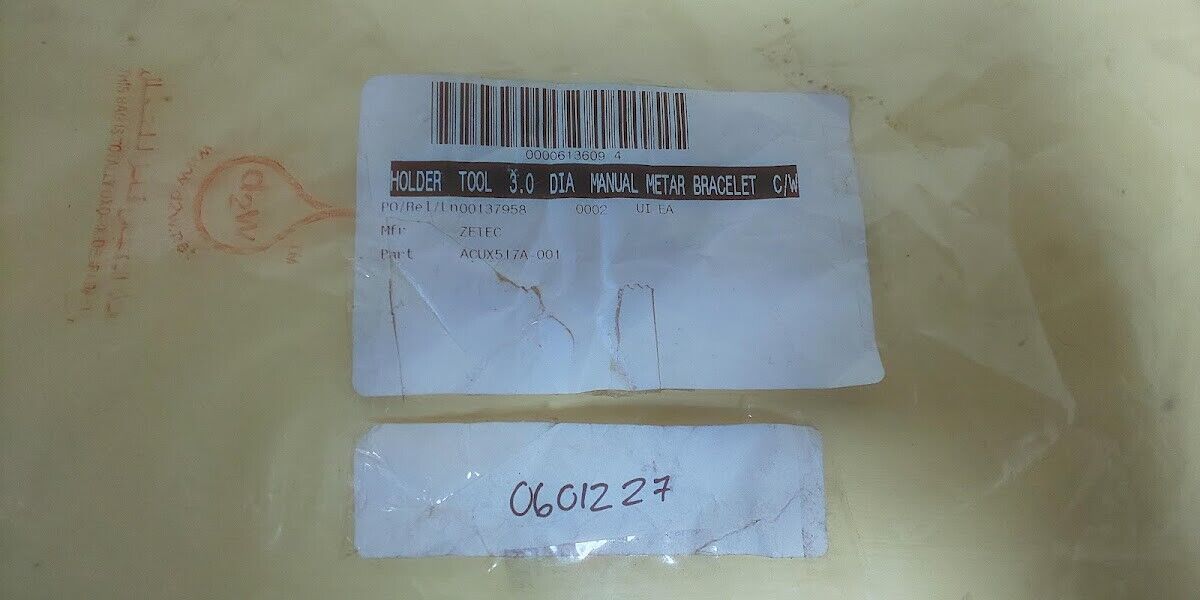 0000613609 4
HOLDER TOOL 3.0 DIA MANUAL METAR BRACELET C/W
PO/Rel/Ln00137958 0002 UI EA
Mfr ZETEC
Part ACUX517A-001
0601227
d2W